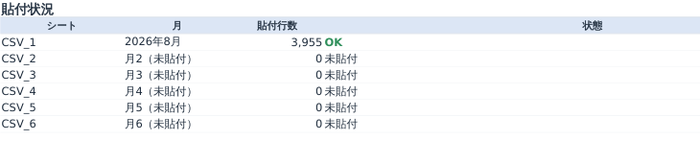 貼付状況
シート 月 貼付行数 状態
CSV_1 2026年8月 3,955 OK
CSV_2 月2（未貼付） 0 未貼付
CSV_3 月3（未貼付） 0 未貼付
CSV_4 月4（未貼付） 0 未貼付
CSV_5 月5（未貼付） 0 未貼付
CSV_6 月6（未貼付） 0 未貼付